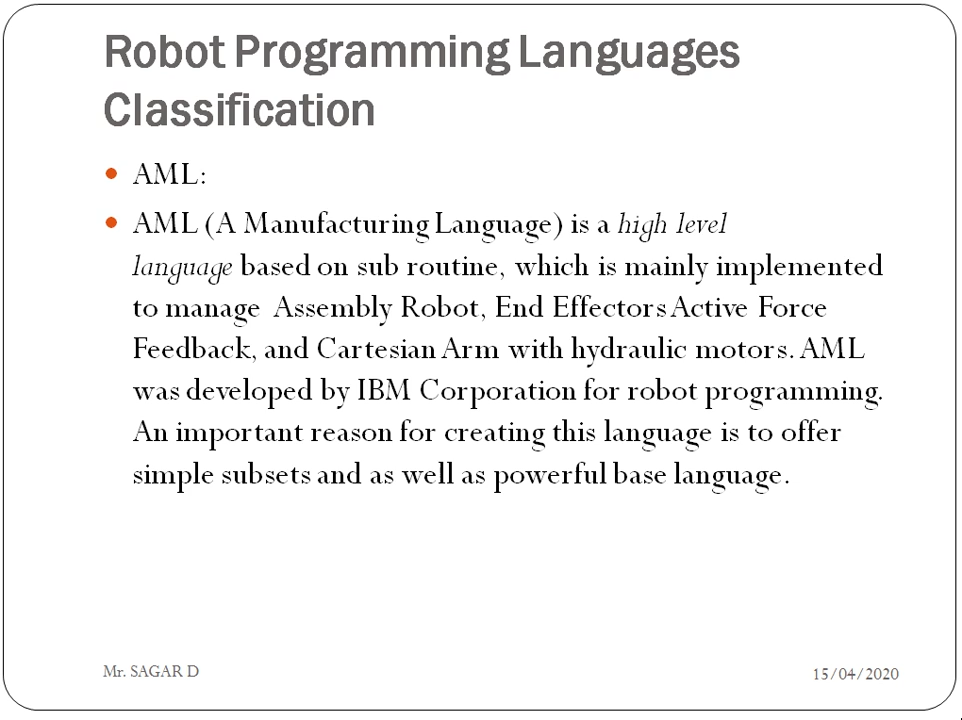 Robot Programming Languages
Classification
AML:
AML (A Manufacturing Language) is a high level
language based on sub routine, which is mainly implemented
to manage Assembly Robot, End Effectors Active Force
Feedback, and Cartesian Arm with hydraulic motors. AML
was developed by IBM Corporation for robot programming.
An important reason for creating this language is to offer
simple subsets and as well as powerful base language.
Mr. SAGAR D
15/04/2020